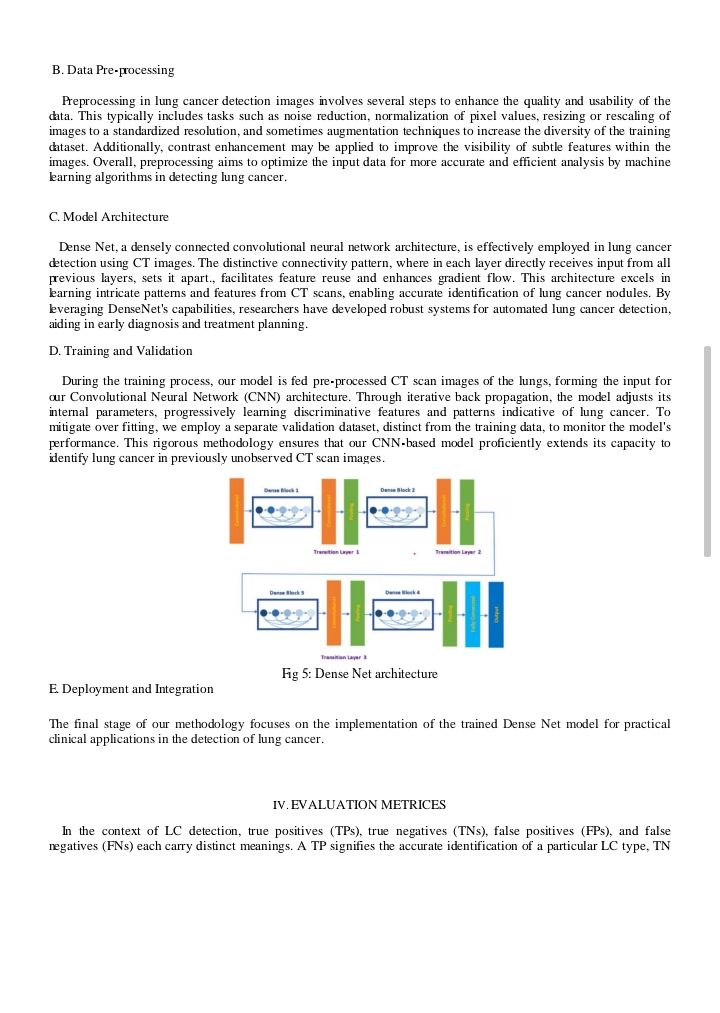 B. Data Pre-processing
Preprocessing in lung cancer detection images involves several steps to enhance the quality and usability of the
data. This typically includes tasks such as noise reduction, normalization of pixel values, resizing or rescaling of
images to a standardized resolution, and sometimes augmentation techniques to increase the diversity of the training
dataset. Additionally, contrast enhancement may be applied to improve the visibility of subtle features within the
images. Overall, preprocessing aims to optimize the input data for more accurate and efficient analysis by machine
learning algorithms in detecting lung cancer.
C. Model Architecture
Dense Net, a densely connected convolutional neural network architecture, is effectively employed in lung cancer
detection using CT images. The distinctive connectivity pattern, where in each layer directly receives input from all
previous layers, sets it apart., facilitates feature reuse and enhances gradient flow. This architecture excels in
learning intricate patterns and features from CT scans, enabling accurate identification of lung cancer nodules. By
leveraging DenseNet's capabilities, researchers have developed robust systems for automated lung cancer detection,
aiding in early diagnosis and treatment planning.
D. Training and Validation
During the training process, our model is fed pre-processed CT scan images of the lungs, forming the input for
our Convolutional Neural Network (CNN) architecture. Through iterative back propagation, the model adjusts its
internal parameters, progressively learning discriminative features and patterns indicative of lung cancer. To
mitigate over fitting, we employ a separate validation dataset, distinct from the training data, to monitor the model's
performance. This rigorous methodology ensures that our CNN-based model proficiently extends its capacity to
identify lung cancer in previously unobserved CT scan images.
Convolutional
Dense Block 1
Convolutional
Pooling
Dense Block 2
Convolutional
Pooling
Transition Layer 1
Transition Layer 2
Dense Block 3
Convolutional
Pooling
Dense Block 4
Pooling
Fully Connected
Output
Transition Layer 3
Fig 5: Dense Net architecture
E. Deployment and Integration
The final stage of our methodology focuses on the implementation of the trained Dense Net model for practical
clinical applications in the detection of lung cancer.
IV. EVALUATION METRICES
In the context of LC detection, true positives (TPs), true negatives (TNs), false positives (FPs), and false
negatives (FNs) each carry distinct meanings. A TP signifies the accurate identification of a particular LC type, TN